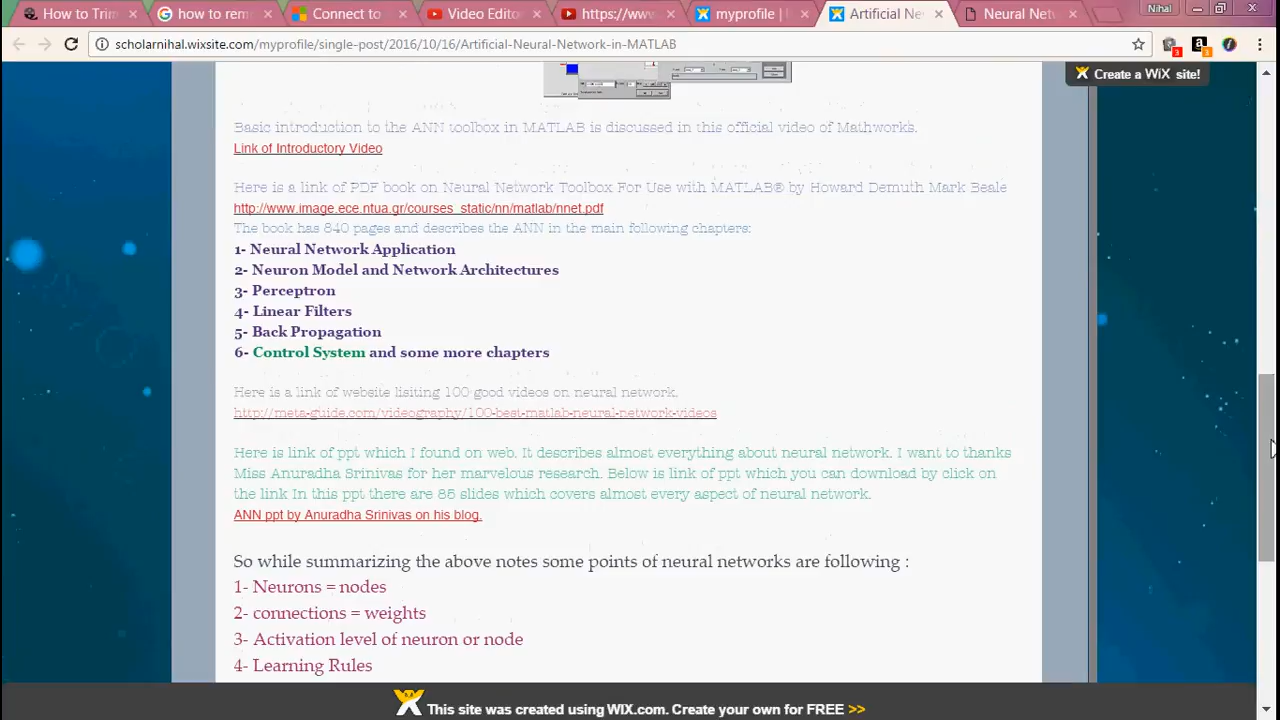 How to Trim
how to rem
Connect to
Video Edito
https://www
myprofile |
Artificial Ne
Neural Net
Nihal
scholarnihal.wixsite.com/myprofile/single-post/2016/10/16/Artificial-Neural-Network-in-MATLAB
3
3
Create a WiX site!
Basic introduction to the ANN toolbox in MATLAB is discussed in this official video of Mathworks.
Link of Introductory Video
Here is a link of PDF book on Neural Network Toolbox For Use with MATLAB® by Howard Demuth Mark Beale
http://www.image.ece.ntua.gr/courses_static/nn/matlab/nnet.pdf
The book has 840 pages and describes the ANN in the main following chapters:
1- Neural Network Application
2- Neuron Model and Network Architectures
3- Perceptron
4- Linear Filters
5- Back Propagation
6- Control System and some more chapters
Here is a link of website lisiting 100 good videos on neural network.
http://meta-guide.com/videography/100-best-matlab-neural-network-videos
Here is link of ppt which I found on web. It describes almost everything about neural network. I want to thanks
Miss Anuradha Srinivas for her marvelous research. Below is link of ppt which you can download by click on
the link In this ppt there are 85 slides which covers almost every aspect of neural network.
ANN ppt by Anuradha Srinivas on his blog.
So while summarizing the above notes some points of neural networks are following :
1- Neurons = nodes
2- connections = weights
3- Activation level of neuron or node
4- Learning Rules
This site was created using WIX.com. Create your own for FREE >>